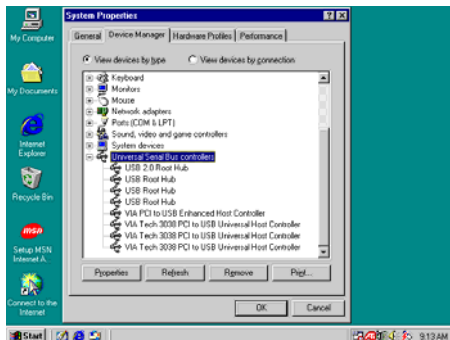 System Properties
General
Device Manager
Hardware Profiles
Performance
View devices by type
View devices by connection
Keyboard
Monitors
Mouse
Network adapters
Ports (COM & LPT)
Sound, video and game controllers
System devices
Universal Serial Bus controllers
USB 2.0 Root Hub
USB Root Hub
USB Root Hub
USB Root Hub
VIA PCI to USB Enhanced Host Controller
VIA Tech 3038 PCI to USB Universal Host Controller
VIA Tech 3038 PCI to USB Universal Host Controller
VIA Tech 3038 PCI to USB Universal Host Controller
Properties
Refresh
Remove
Print...
OK
Cancel
My Computer
My Documents
Internet
Explorer
Recycle Bin
msn
Setup MSN
Internet A...
Connect to the
Internet
Start
9:13 AM